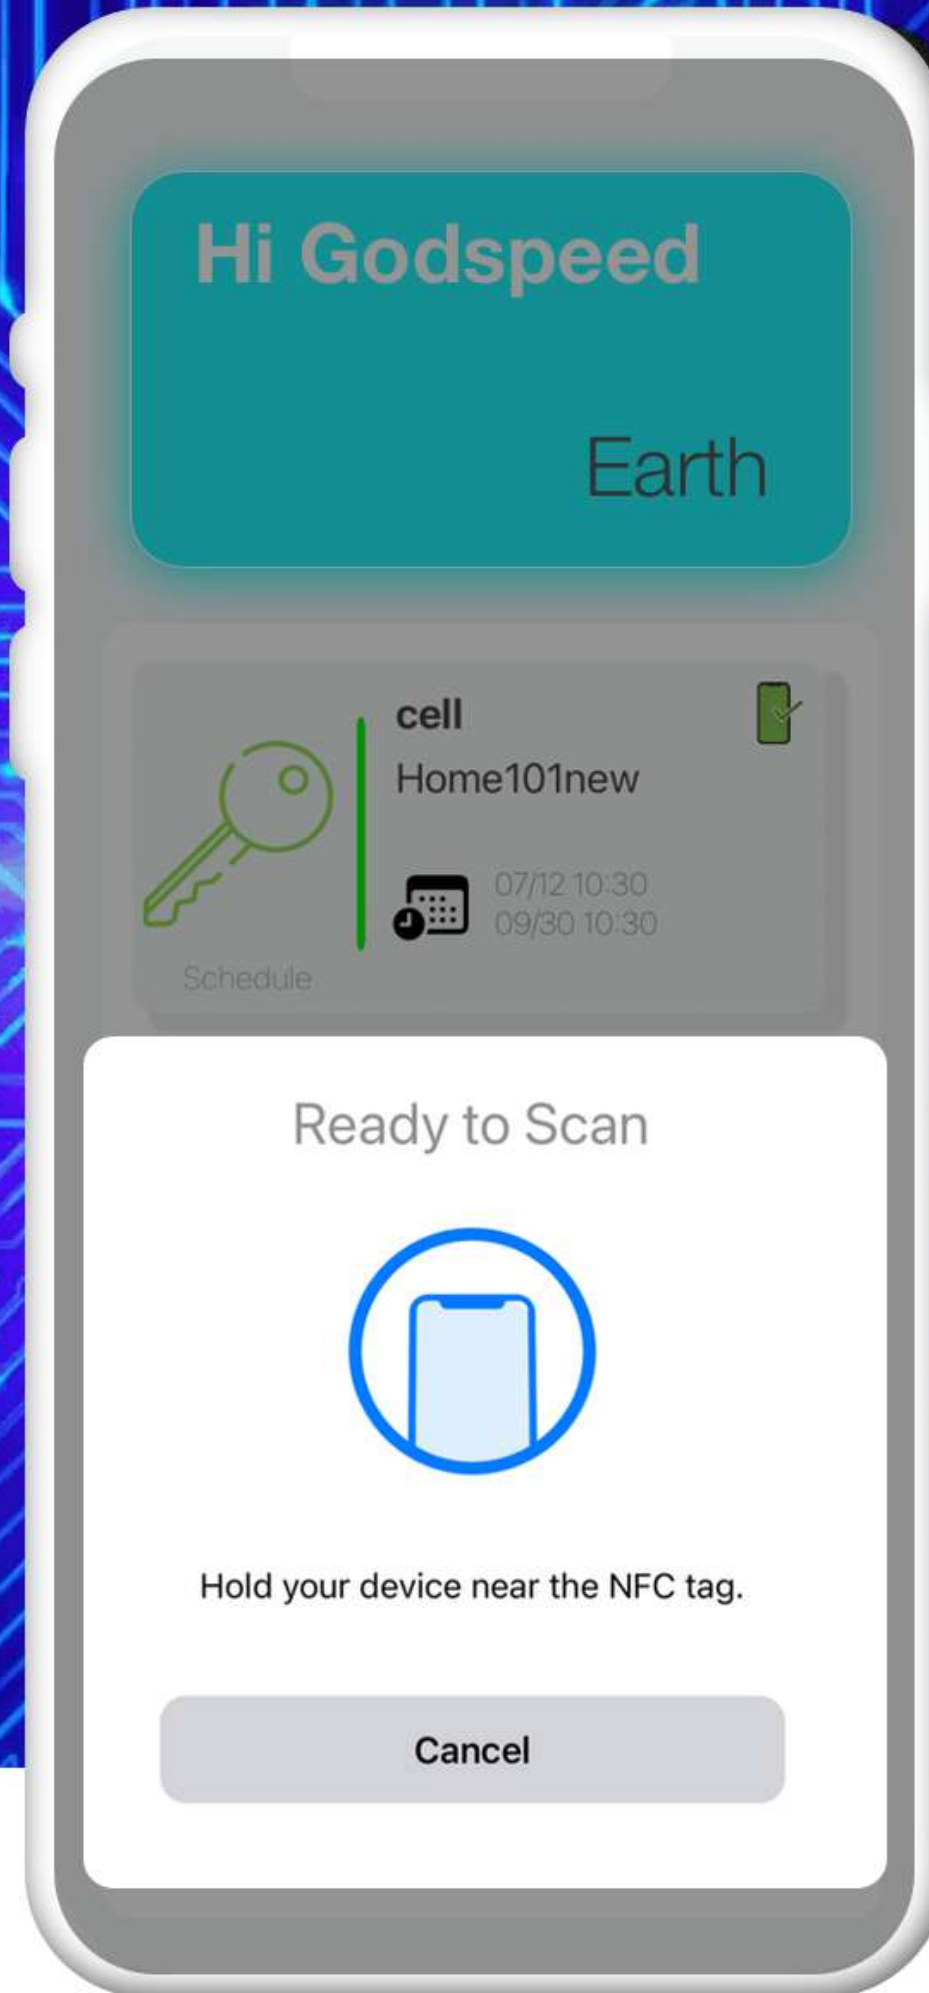 Hi Godspeed
Earth
cell
Home101new
07/12 10:30
09/30 10:30
Schedule
Ready to Scan
Hold your device near the NFC tag.
Cancel